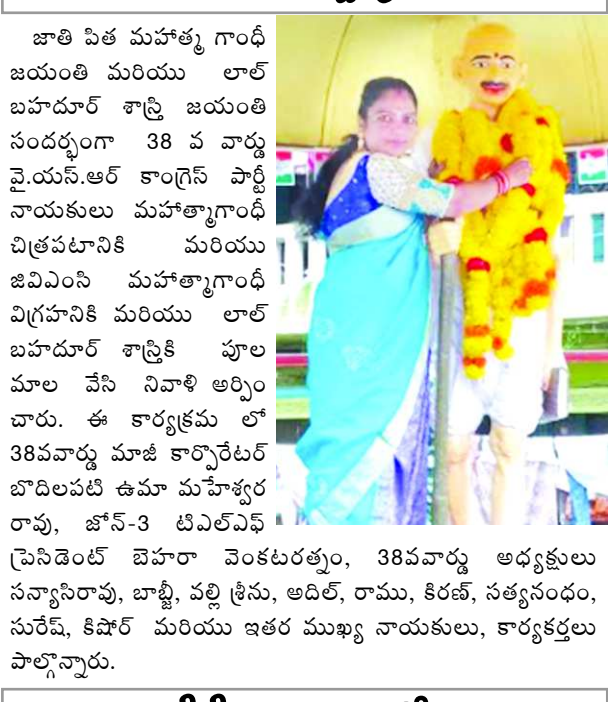 జాతి పిత మహాత్మ గాంధీ
జయంతి మరియు లాల్
బహదూర్ శాస్త్రి జయంతి
సందర్భంగా 38 వ వార్డు
వై.యస్.ఆర్ కాంగ్రెస్ పార్టీ
నాయకులు మహాత్మాగాంధీ
చిత్రపటానికి మరియు
జివిఎంసి మహాత్మాగాంధీ
విగ్రహనికి మరియు లాల్
బహదూర్ శాస్త్రికి పూల
మాల వేసి నివాళి అర్పిం
చారు. ఈ కార్యక్రమ లో
38వవార్డు మాజీ కార్పొరేటర్
బొదిలపటి ఉమా మహేశ్వర
రావు, జోన్-3 టిఎల్ఎఫ్
ప్రెసిడెంట్ బెహరా వెంకటరత్నం, 38వవార్డు అధ్యక్షులు
సన్యాసిరావు, బాబ్జీ, వల్లి శ్రీను, అదిల్, రాము, కిరణ్, సత్యనంధం,
సురేష్, కిషోర్ మరియు ఇతర ముఖ్య నాయకులు, కార్యకర్తలు
పాల్గొన్నారు.